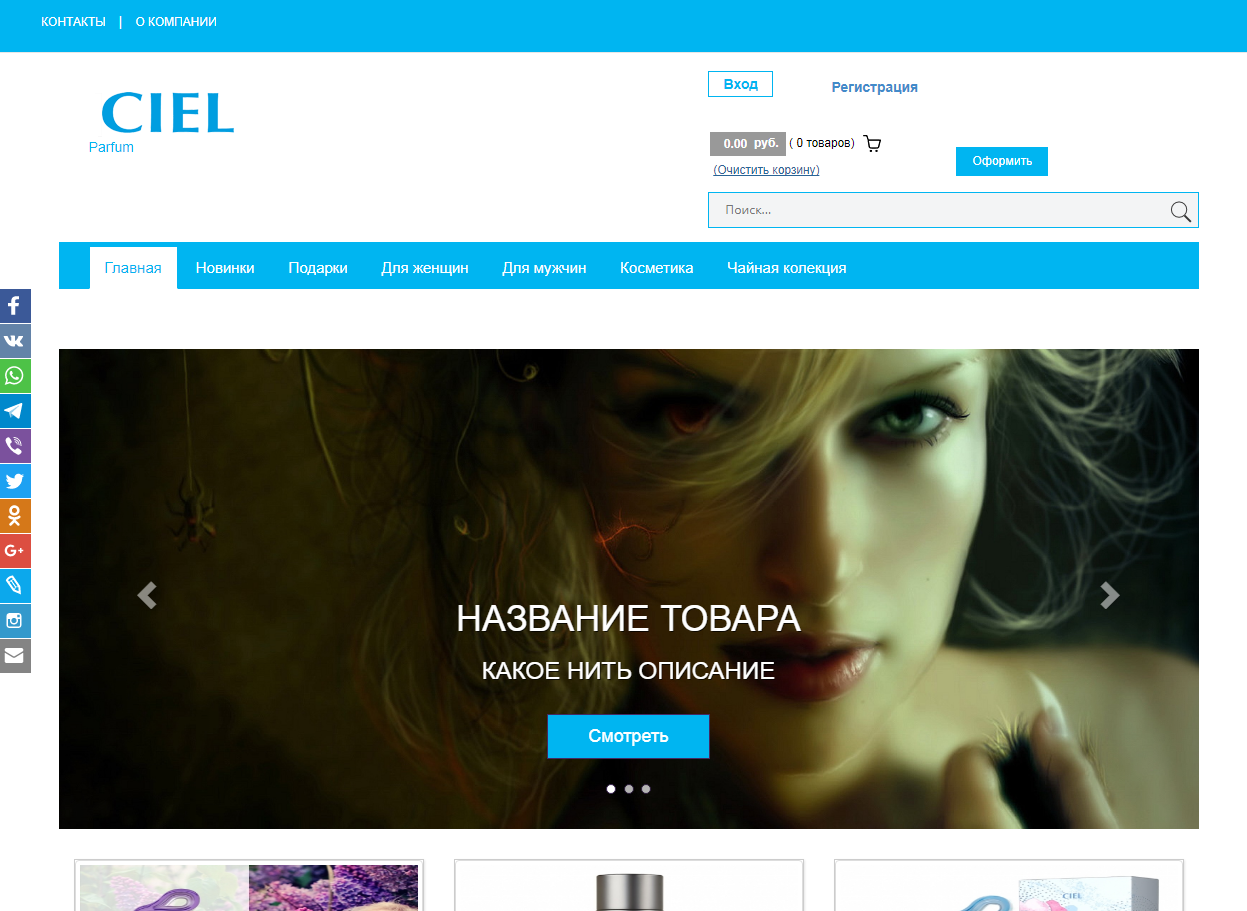 КОНТАКТЫ | О КОМПАНИИ
CIEL
Parfum
Вход
Регистрация
0.00 руб. ( 0 товаров)
(Очистить корзину)
Оформить
Поиск...
Главная Новинки Подарки Для женщин Для мужчин Косметика Чайная колекция
НАЗВАНИЕ ТОВАРА
КАКОЕ НИТЬ ОПИСАНИЕ
Смотреть
CIEL